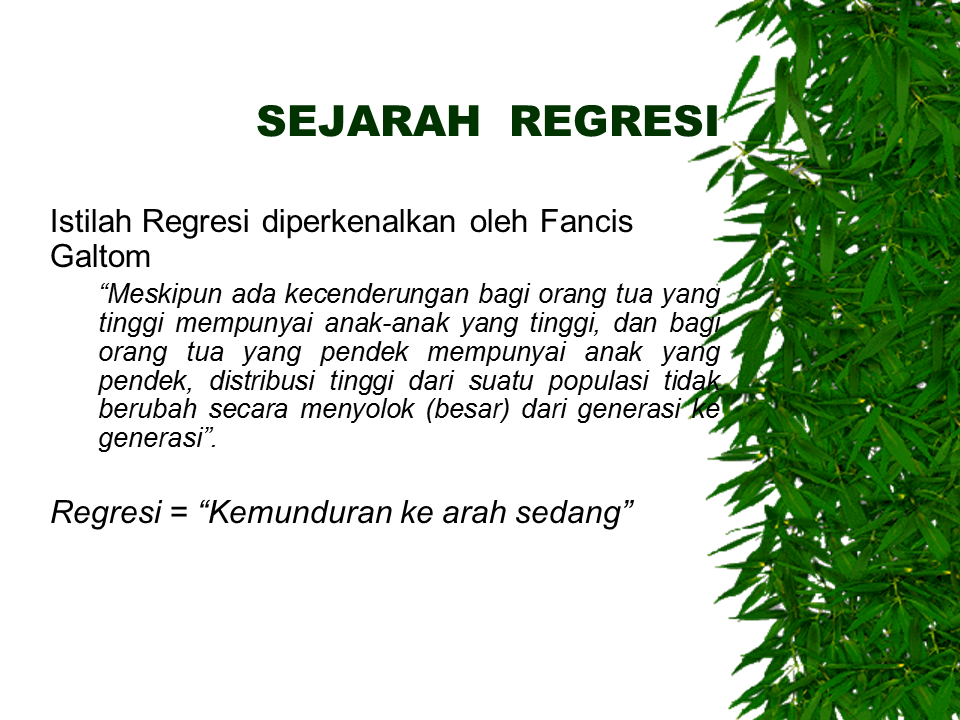 SEJARAH REGRESI
Istilah Regresi diperkenalkan oleh Fancis
Galtom
“Meskipun ada kecenderungan bagi orang tua yang
tinggi mempunyai anak-anak yang tinggi, dan bagi
orang tua yang pendek mempunyai anak yang
pendek, distribusi tinggi dari suatu populasi tidak
berubah secara menyolok (besar) dari generasi ke
generasi”.
Regresi = “Kemunduran ke arah sedang”